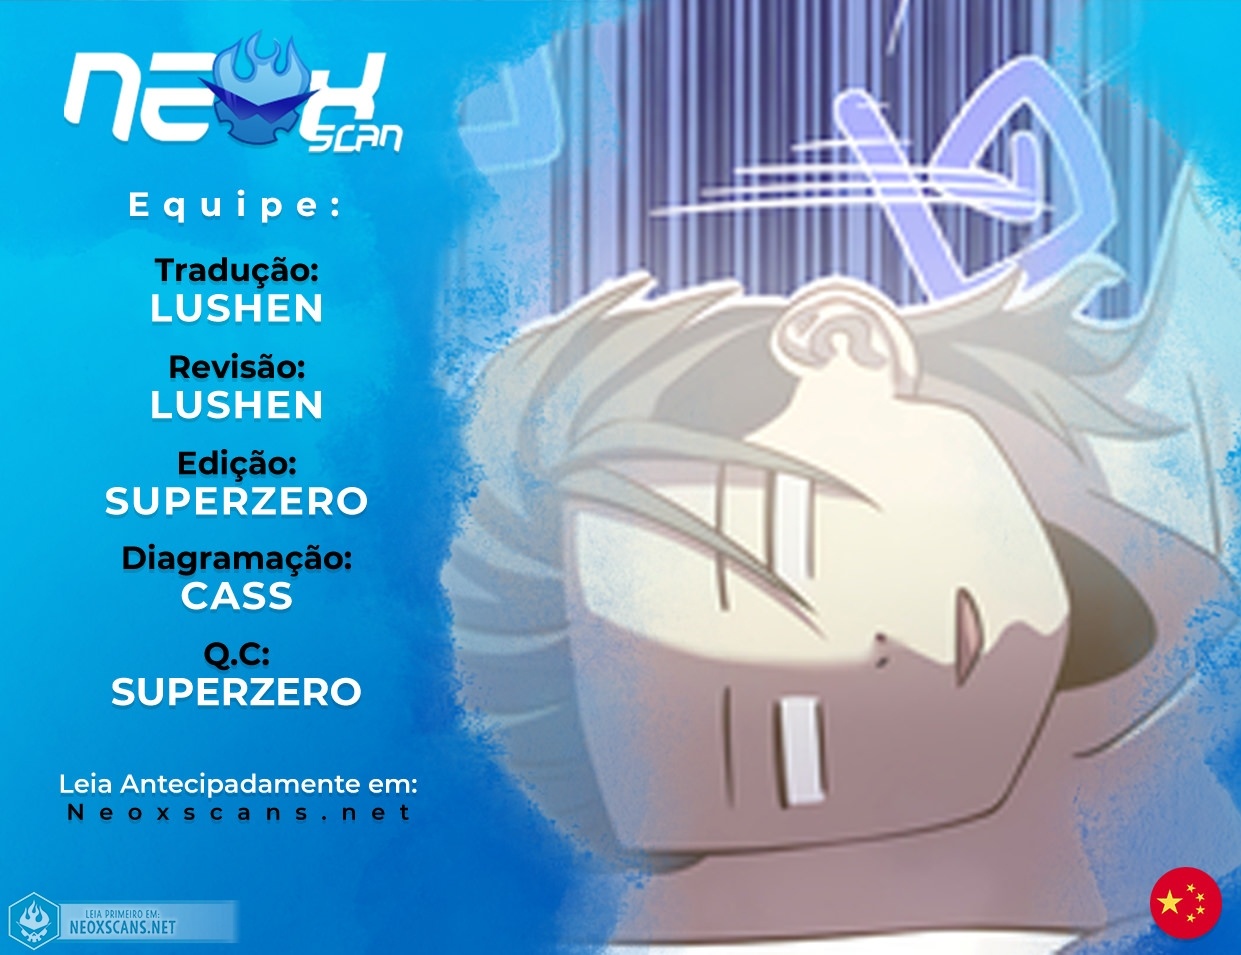 NEOX
SCAN
Equipe:
Tradução:
LUSHEN
Revisão:
LUSHEN
Edição:
SUPERZERO
Diagramação:
CASS
Q.C:
SUPERZERO
Leia Antecipadamente em:
Neoxscans.net
LEIA PRIMEIRO EM:
NEOXSCANS.NET